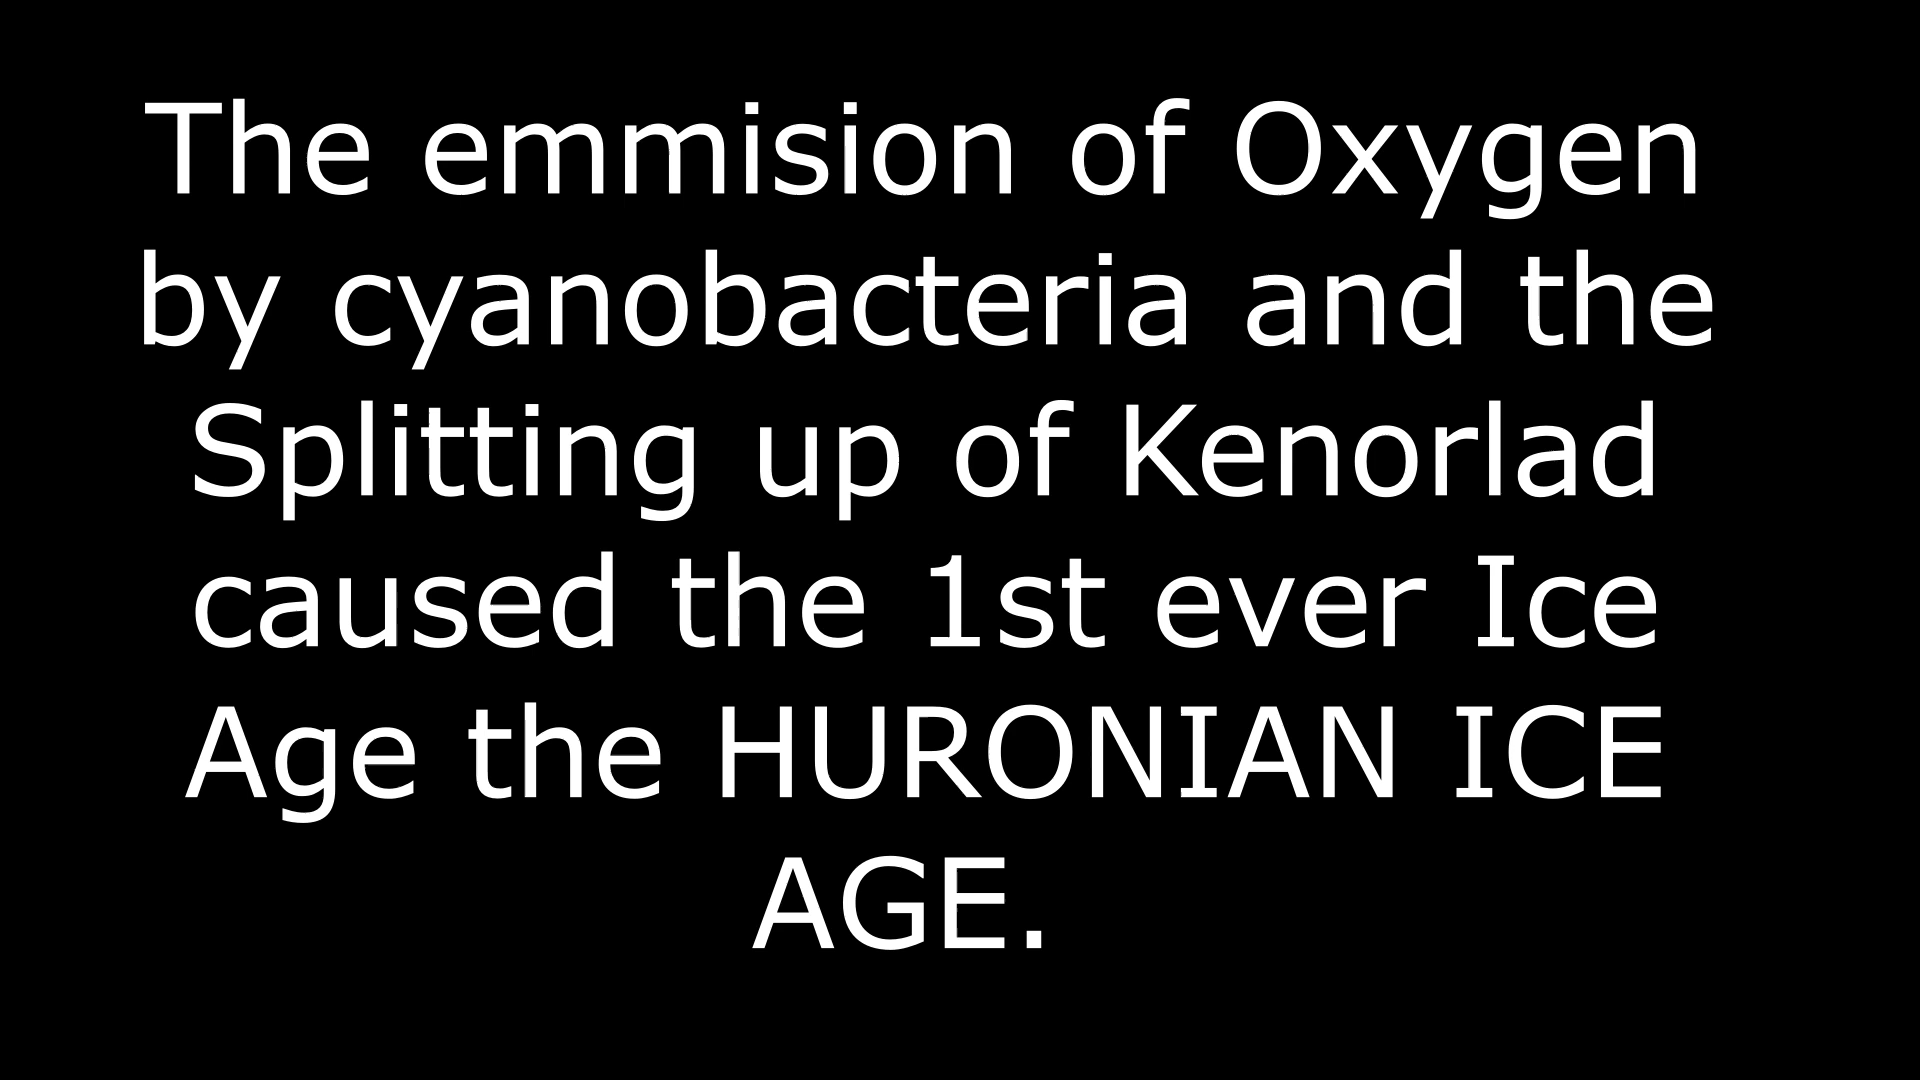 The emmision of Oxygen
by cyanobacteria and the
Splitting up of Kenorlad
caused the 1st ever Ice
Age the HURONIAN ICE
AGE.